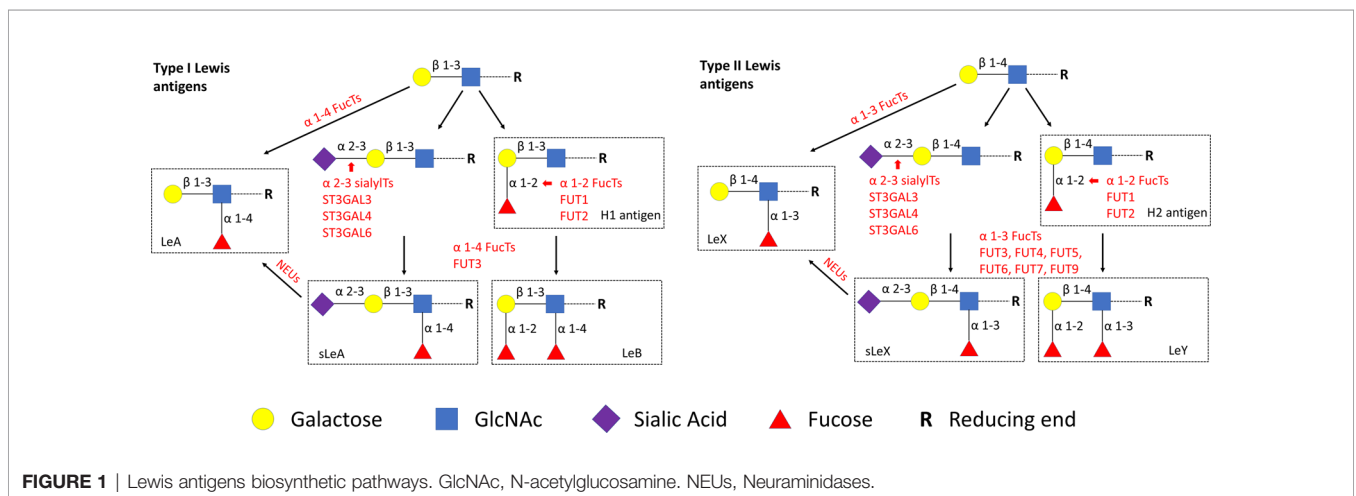 Type I Lewis
antigens
β 1-3
R
α 1-4 FucTs
α 2-3
β 1-3
R
α 2-3 sialylTs
ST3GAL3
ST3GAL4
ST3GAL6
β 1-3
R
α 1-2
α 1-2 FucTs
FUT1
FUT2
H1 antigen
β 1-3
R
α 1-4
LeA
NEUs
α 1-4 FucTs
FUT3
α 2-3
β 1-3
R
α 1-4
sLeA
β 1-3
R
α 1-2
α 1-4
LeB
Type II Lewis
antigens
β 1-4
R
α 1-3 FucTs
α 2-3
β 1-4
R
α 2-3 sialylTs
ST3GAL3
ST3GAL4
ST3GAL6
β 1-4
R
α 1-2
α 1-2 FucTs
FUT1
FUT2
H2 antigen
β 1-4
R
α 1-3
LeX
NEUs
α 1-3 FucTs
FUT3, FUT4, FUT5,
FUT6, FUT7, FUT9
α 2-3
β 1-4
R
α 1-3
sLeX
β 1-4
R
α 1-2
α 1-3
LeY
Galactose
GlcNAc
Sialic Acid
Fucose
R Reducing end
FIGURE 1 | Lewis antigens biosynthetic pathways. GlcNAc, N-acetylglucosamine. NEUs, Neuraminidases.